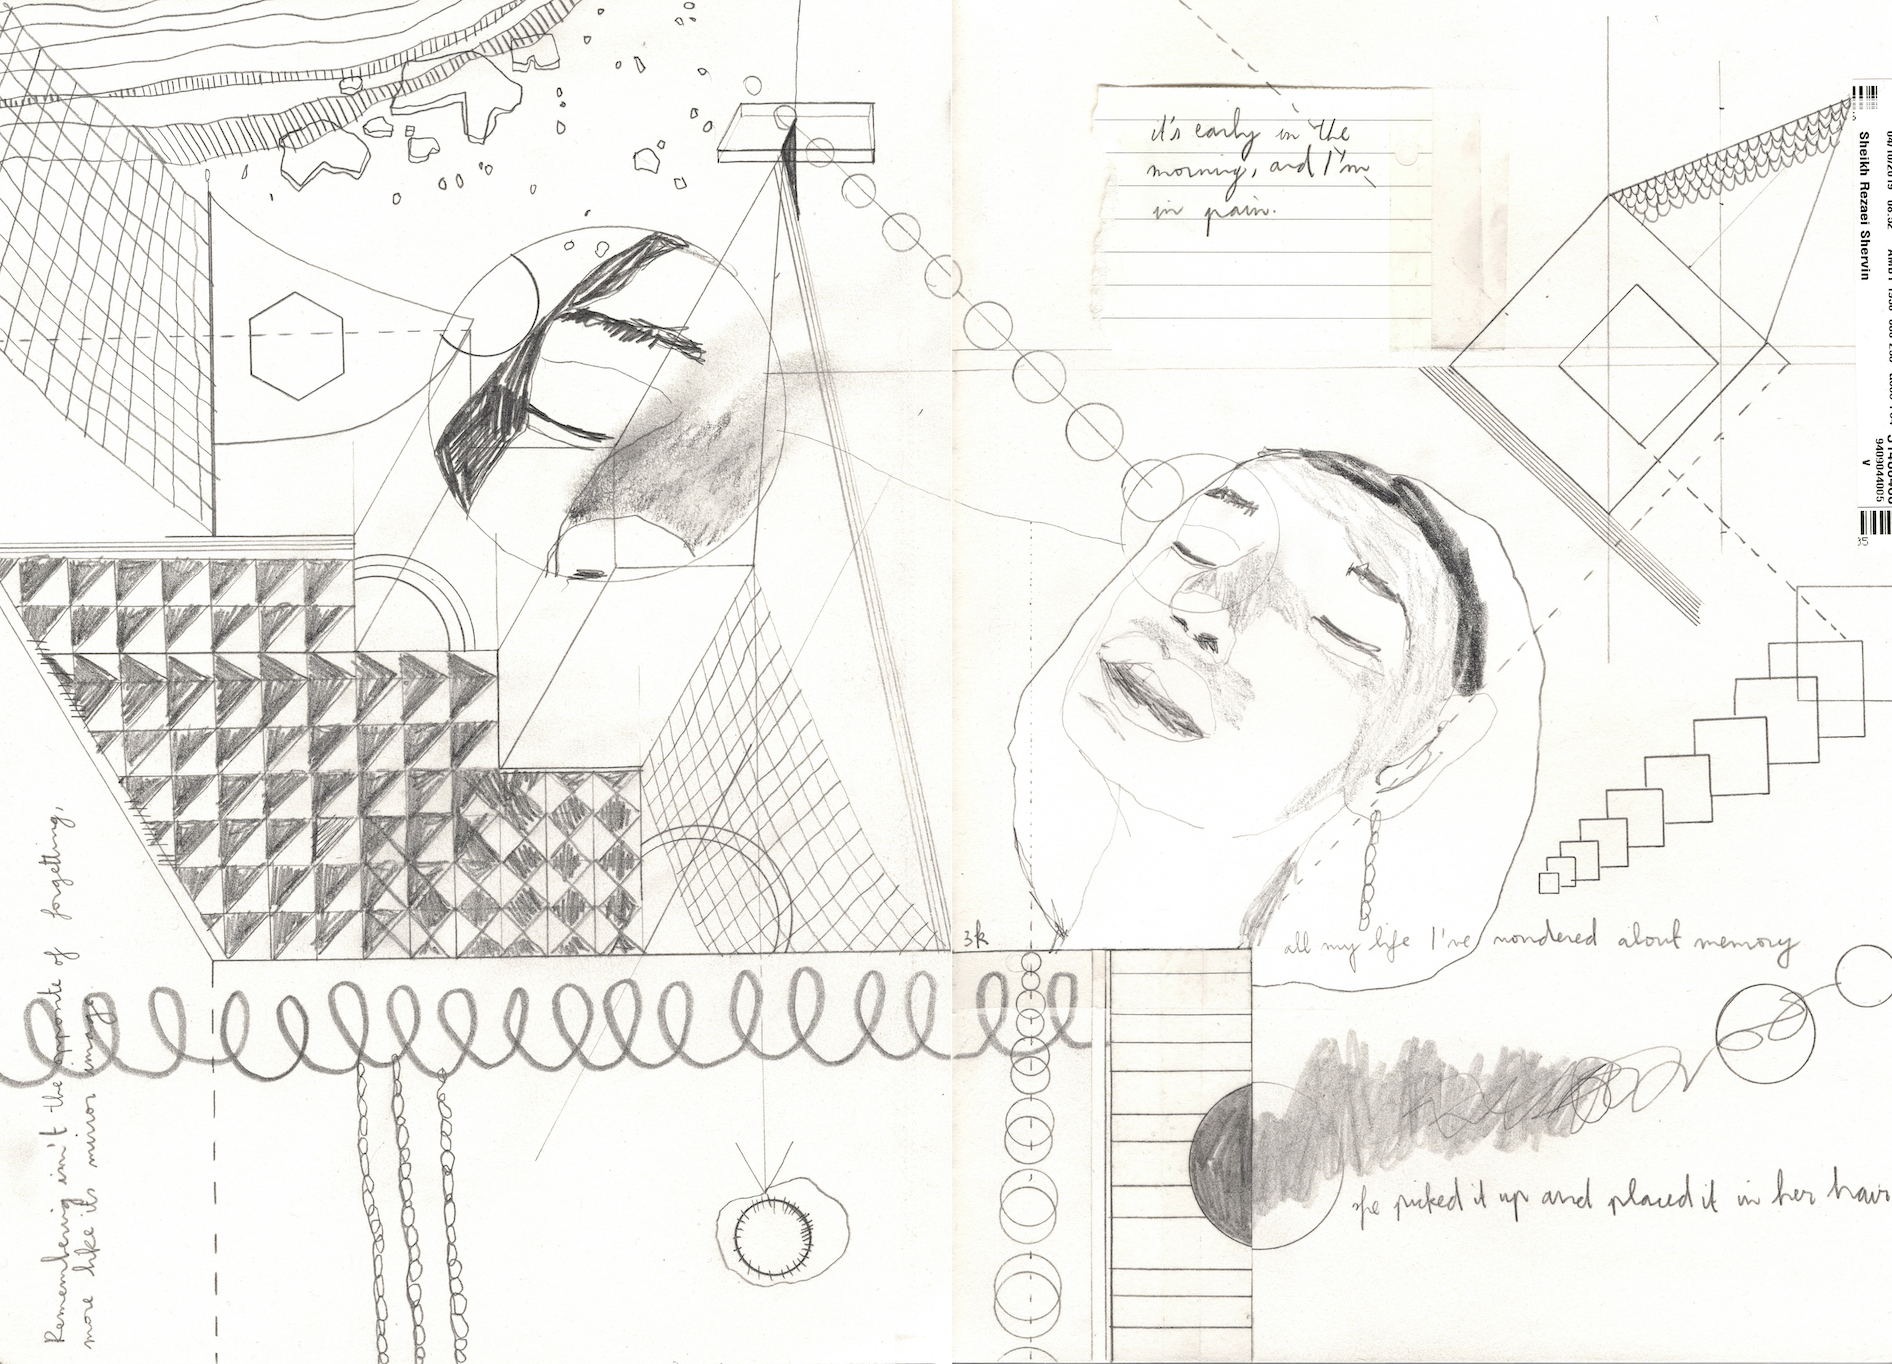 it's early in the
morning, and I'm
in pain.
Sheikh Rezaei Shervin
9409044005
V
35
3k
all my life I've wondered about memory
she picked it up and placed it in her hair
Remembering isn't the opposite of forgetting,
more like its mirror image